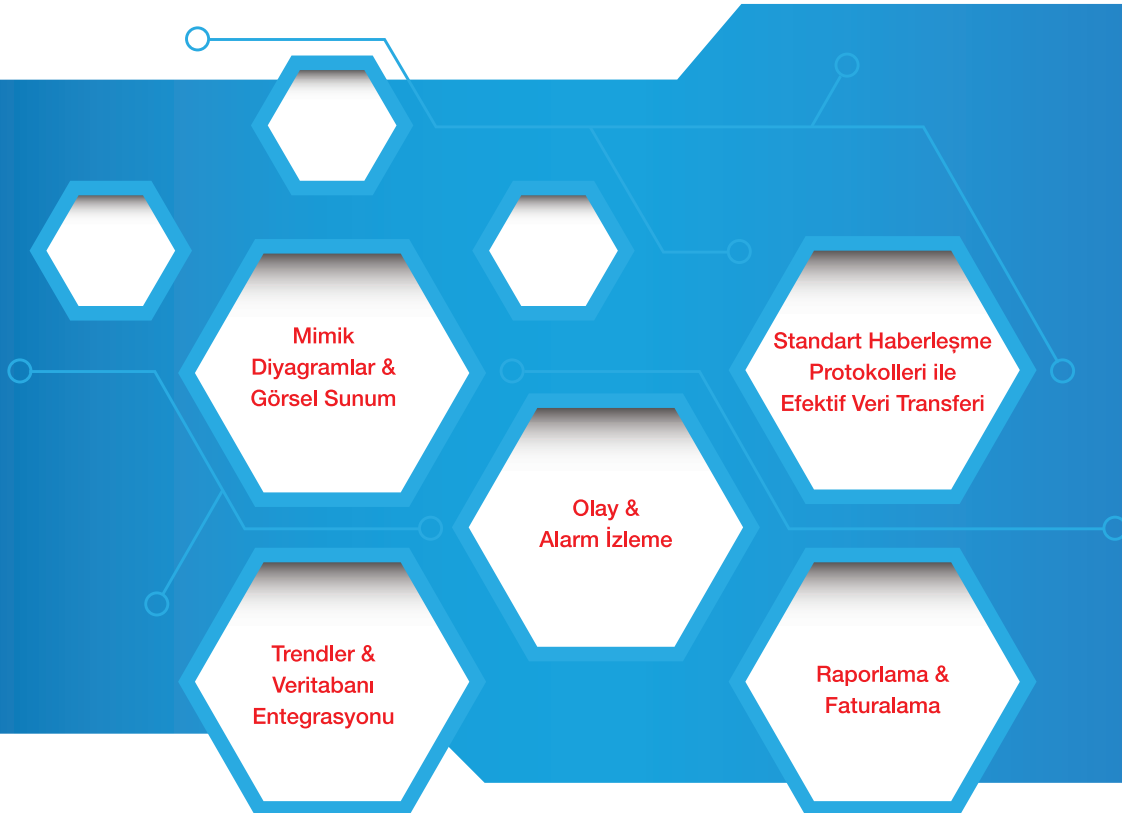 Mimik
Diyagramlar &
Görsel Sunum
Standart Haberleşme
Protokolleri ile
Efektif Veri Transferi
Olay &
Alarm İzleme
Trendler &
Veritabanı
Entegrasyonu
Raporlama &
Faturalama